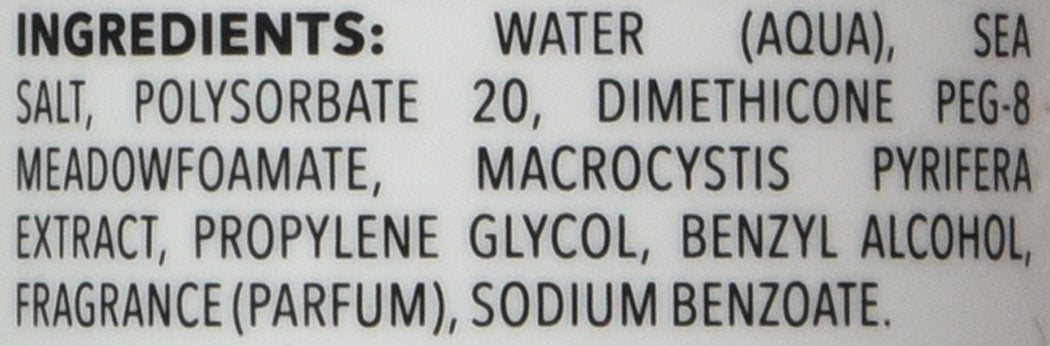 INGREDIENTS: WATER (AQUA), SEA
SALT, POLYSORBATE 20, DIMETHICONE PEG-8
MEADOWFOAMATE, MACROCYSTIS PYRIFERA
EXTRACT, PROPYLENE GLYCOL, BENZYL ALCOHOL,
FRAGRANCE (PARFUM), SODIUM BENZOATE.